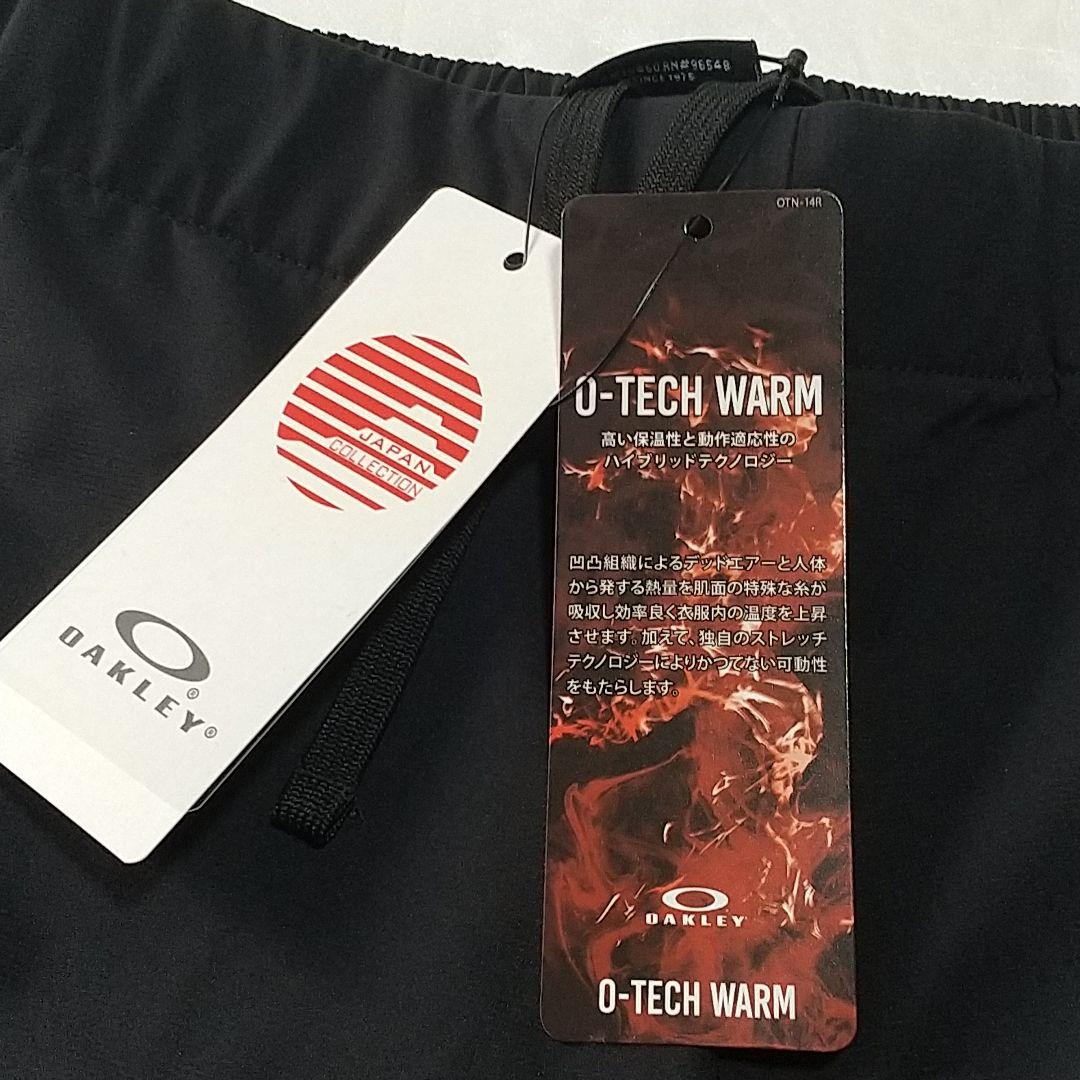 RN#96548
SINCE 1975
JAPAN
COLLECTION
OAKLEY®
OTN-14R
O-TECH WARM
高い保温性と動作適応性の
ハイブリッドテクノロジー
凹凸組織によるデッドエアーと人体
から発する熱量を肌面の特殊な糸が
吸収し効率良く衣服内の温度を上昇
させます。加えて、独自のストレッチ
テクノロジーによりかつてない可動性
をもたらします。
OAKLEY
O-TECH WARM